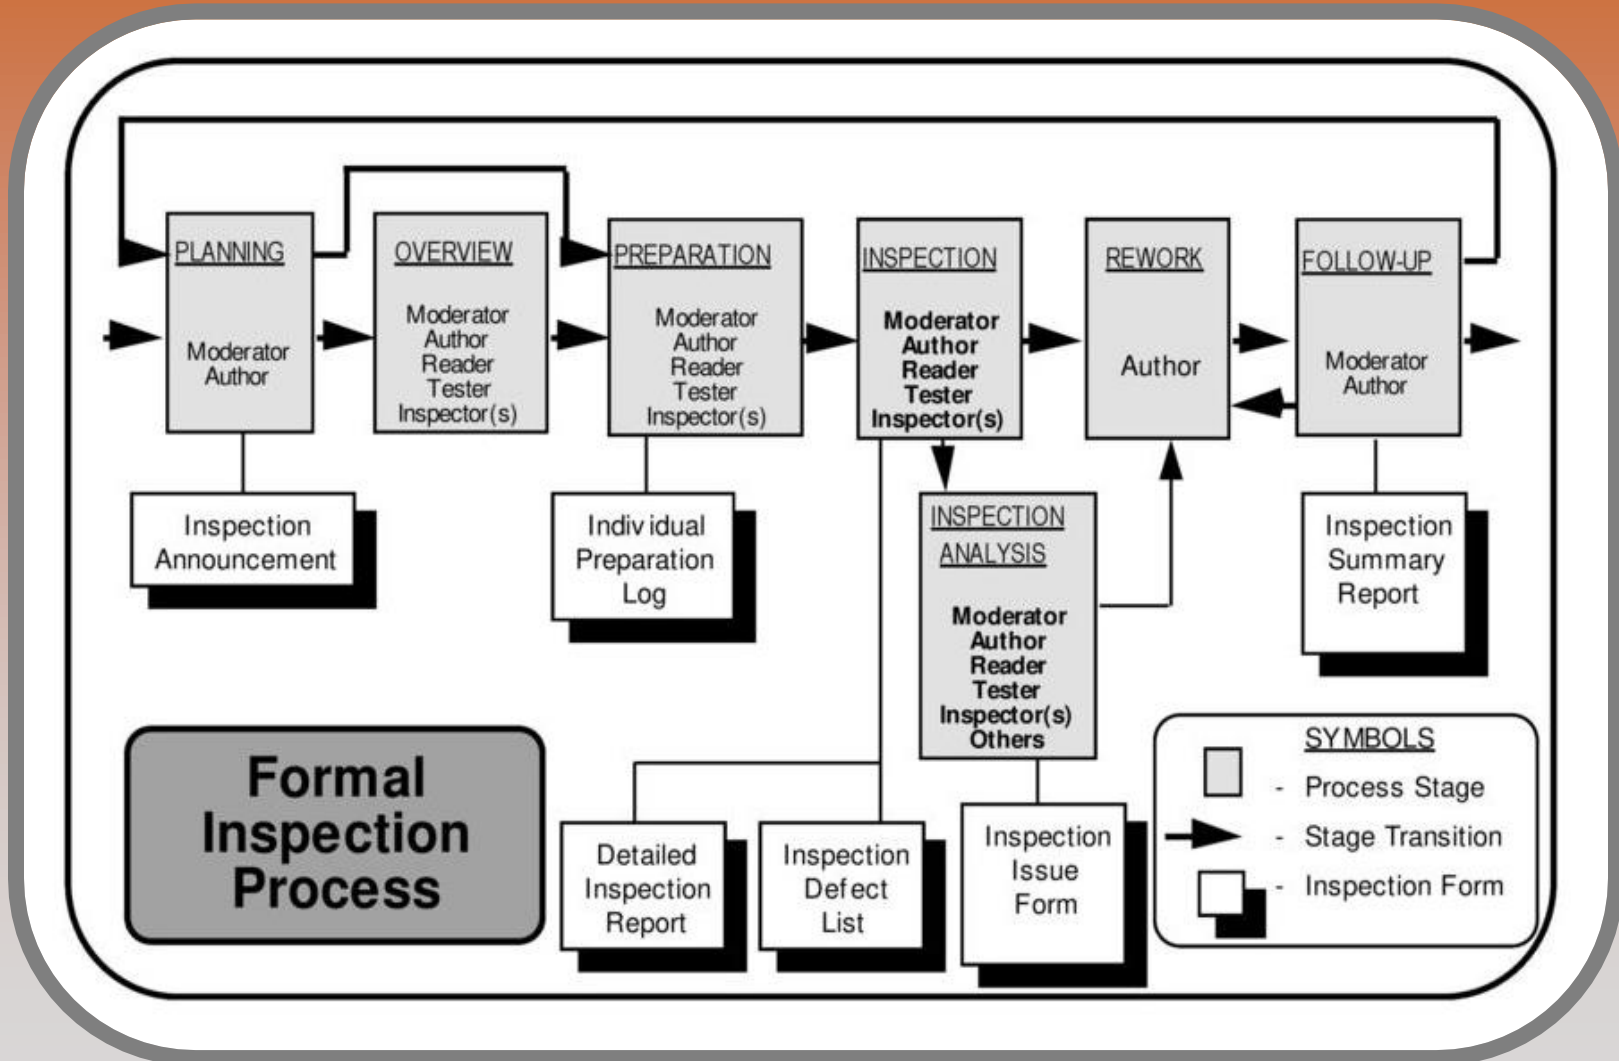 PLANNING
Moderator
Author
OVERVIEW
Moderator
Author
Reader
Tester
Inspector(s)
PREPARATION
Moderator
Author
Reader
Tester
Inspector(s)
INSPECTION
Moderator
Author
Reader
Tester
Inspector(s)
REWORK
Author
FOLLOW-UP
Moderator
Author
Inspection
Announcement
Individual
Preparation
Log
INSPECTION
ANALYSIS
Moderator
Author
Reader
Tester
Inspector(s)
Others
Inspection
Summary
Report
Formal
Inspection
Process
Detailed
Inspection
Report
Inspection
Defect
List
Inspection
Issue
Form
SYMBOLS
- Process Stage
- Stage Transition
- Inspection Form